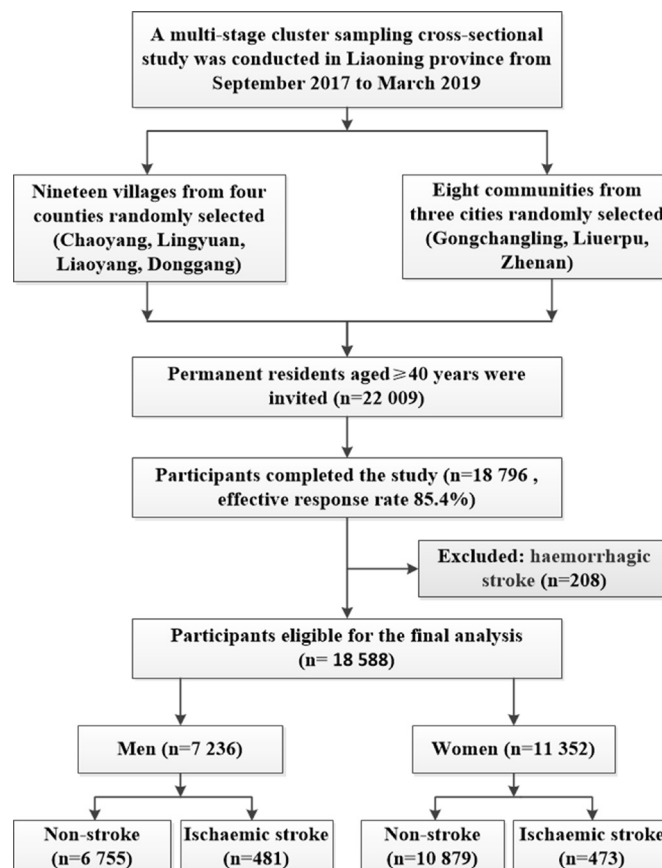 A multi-stage cluster sampling cross-sectional
study was conducted in Liaoning province from
September 2017 to March 2019
Nineteen villages from four
counties randomly selected
(Chaoyang, Lingyuan,
Liaoyang, Donggang)
Eight communities from
three cities randomly selected
(Gongchangling, Liuerpu,
Zhenan)
Permanent residents aged≥40 years were
invited (n=22 009)
Participants completed the study (n=18 796 ,
effective response rate 85.4%)
Excluded: haemorrhagic
stroke (n=208)
Participants eligible for the final analysis
(n= 18 588)
Men (n=7 236)
Women (n=11 352)
Non-stroke
(n=6 755)
Ischaemic stroke
(n=481)
Non-stroke
(n=10 879)
Ischaemic stroke
(n=473)